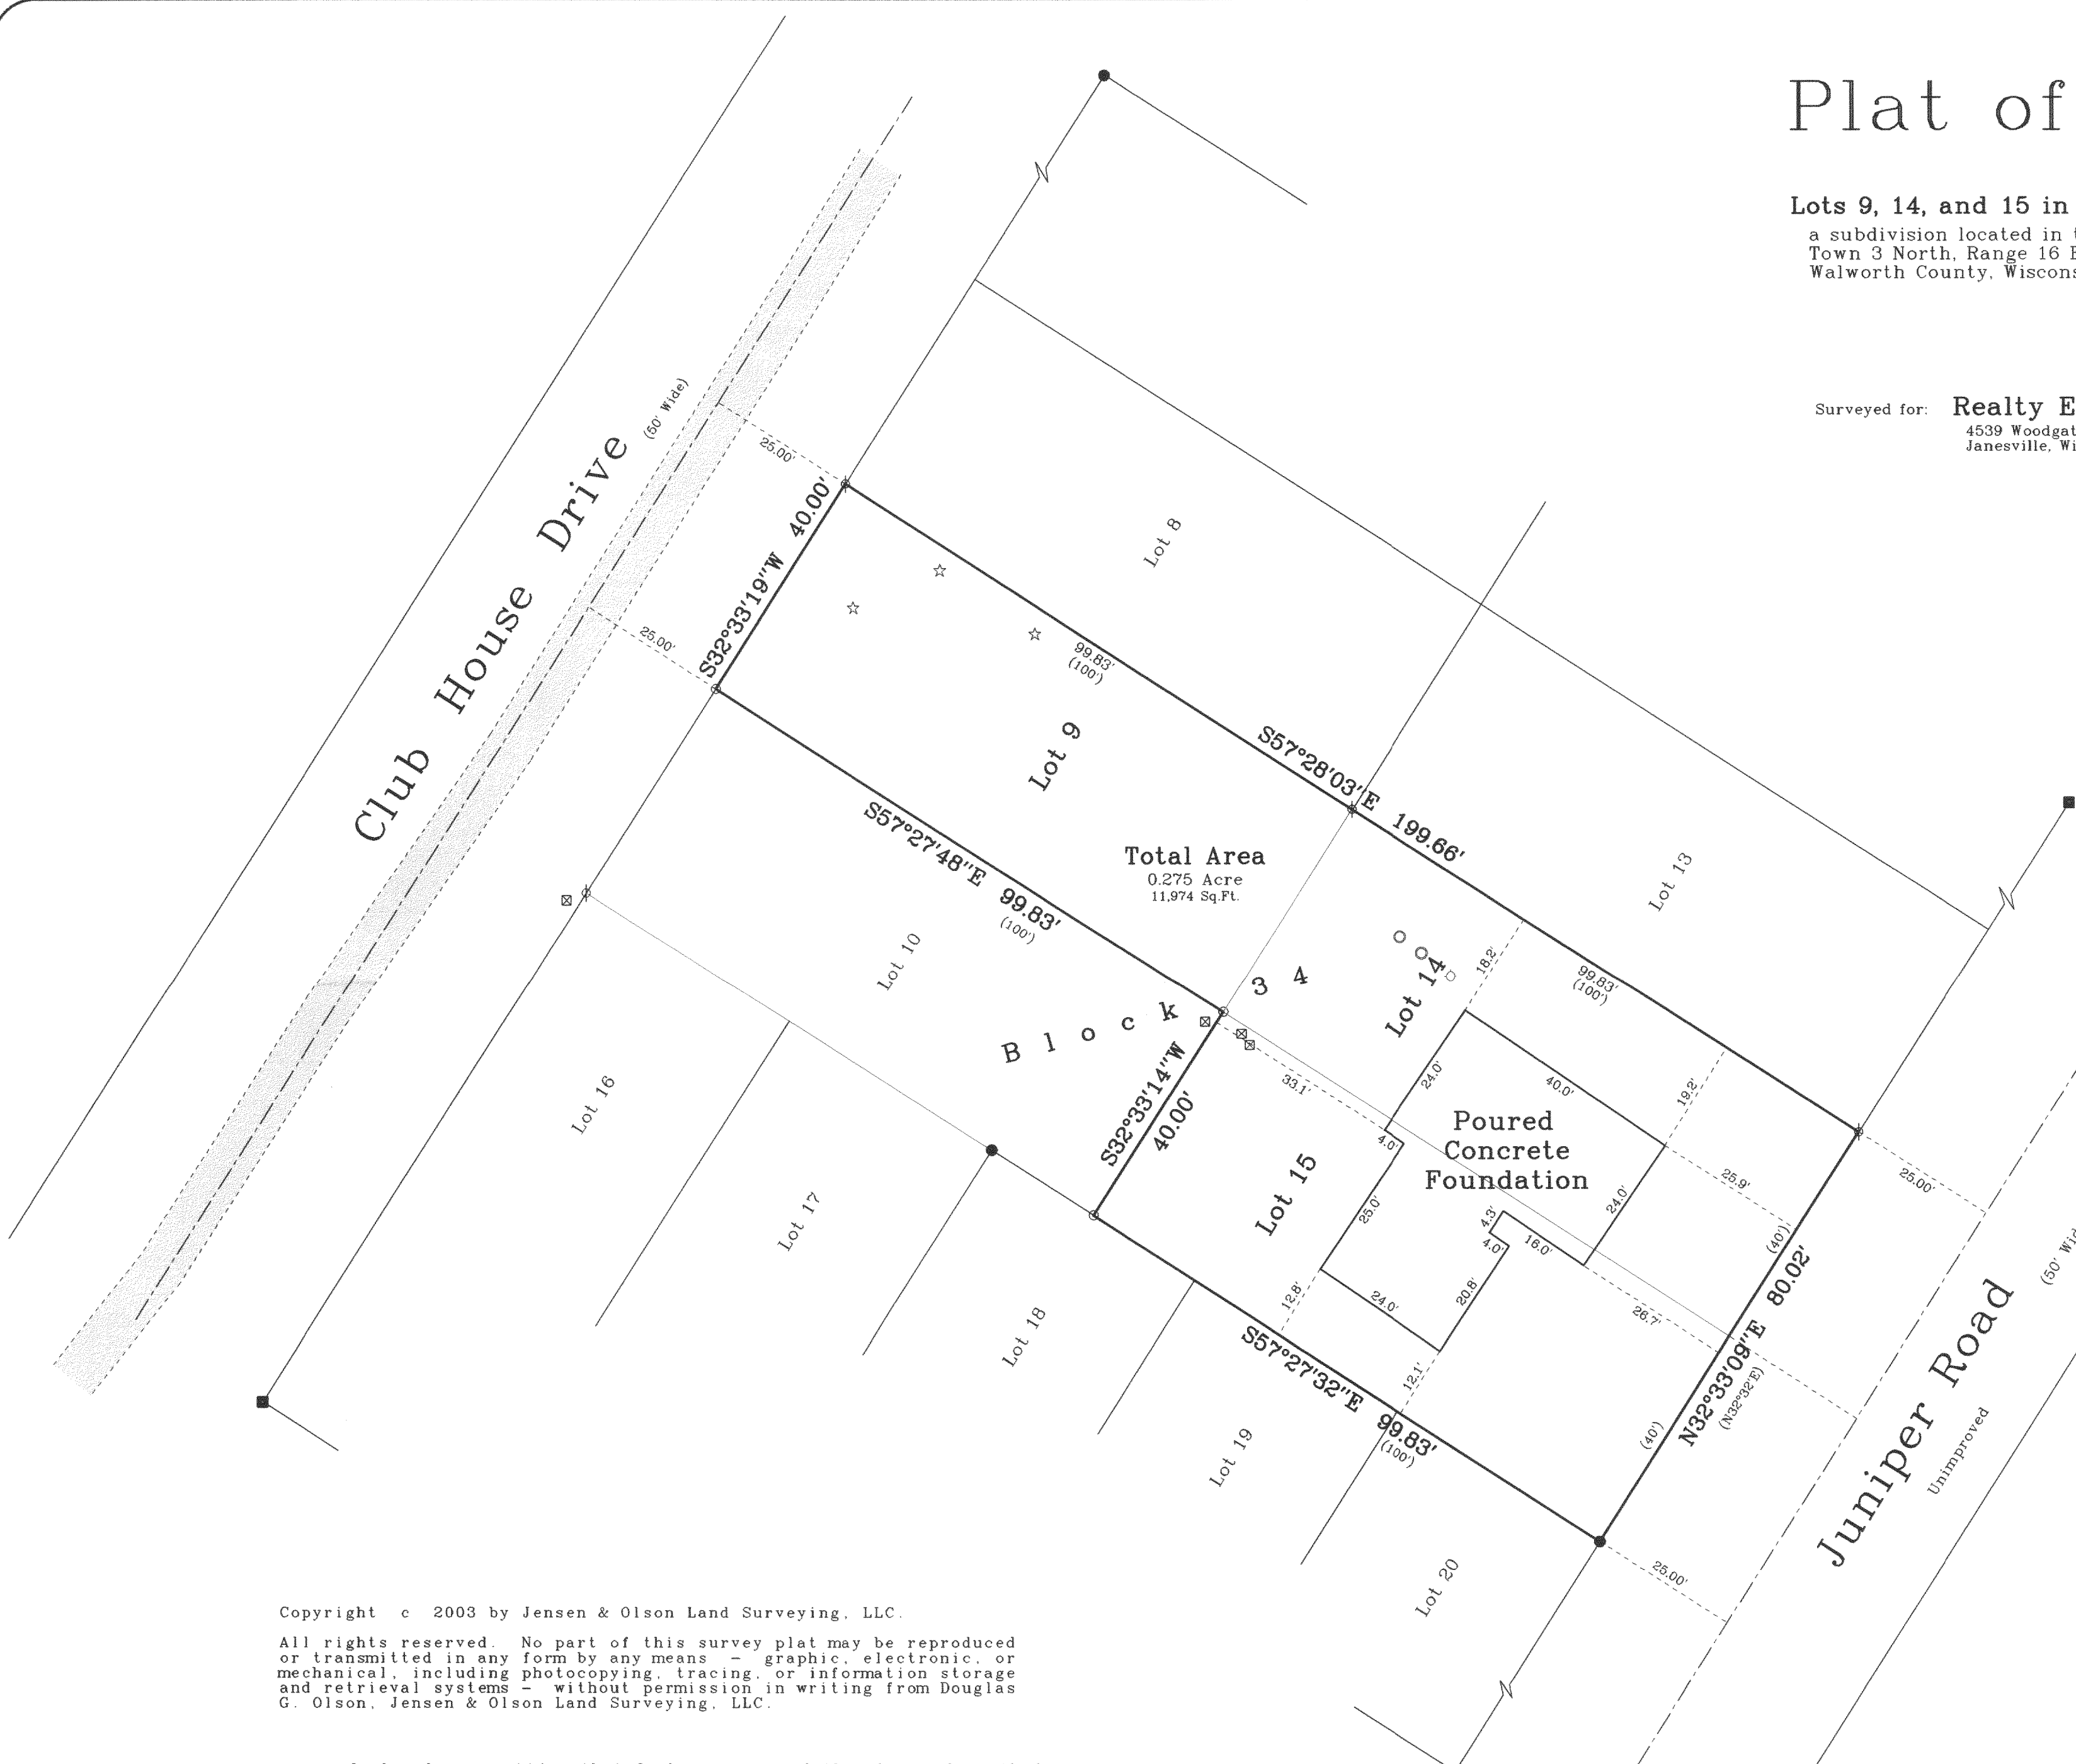 Plat of
Lots 9, 14, and 15 in
a subdivision located in
Town 3 North, Range 16
Walworth County,
Surveyed for: Realty
4539
Janesville,
Club House Drive
(50' Wide)
25.00'
25.00'
S32°33'19"W 40.00'
Lot 8
99.83'
(100')
Lot 9
S57°28'03"E 199.66'
S57°27'48"E 99.83'
(100')
Total Area
0.275 Acre
11,974 Sq.Ft.
Lot 13
Lot 10
Block 34
Lot 14
18.2'
99.83'
(100')
S32°33'14"W
40.00'
33.1'
24.0'
40.0'
19.2'
4.0'
Poured
Concrete
Foundation
25.9'
25.00'
24.0'
Lot 15
25.0'
4.3'
4.0'
16.0'
(40')
N32°33'09"E 80.02'
(N32°32'E)
12.8'
24.0'
20.8'
26.7'
12.1'
(40')
S57°27'32"E 99.83'
(100')
Lot 16
Lot 17
Lot 18
Lot 19
Lot 20
25.00'
Juniper Road
(50'
Unimproved
Copyright c 2003 by Jensen & Olson Land Surveying, LLC.
All rights reserved. No part of this survey plat may be reproduced
or transmitted in any form by any means – graphic, electronic, or
mechanical, including photocopying, tracing, or information storage
and retrieval systems – without permission in writing from Douglas
G. Olson, Jensen & Olson Land Surveying, LLC.